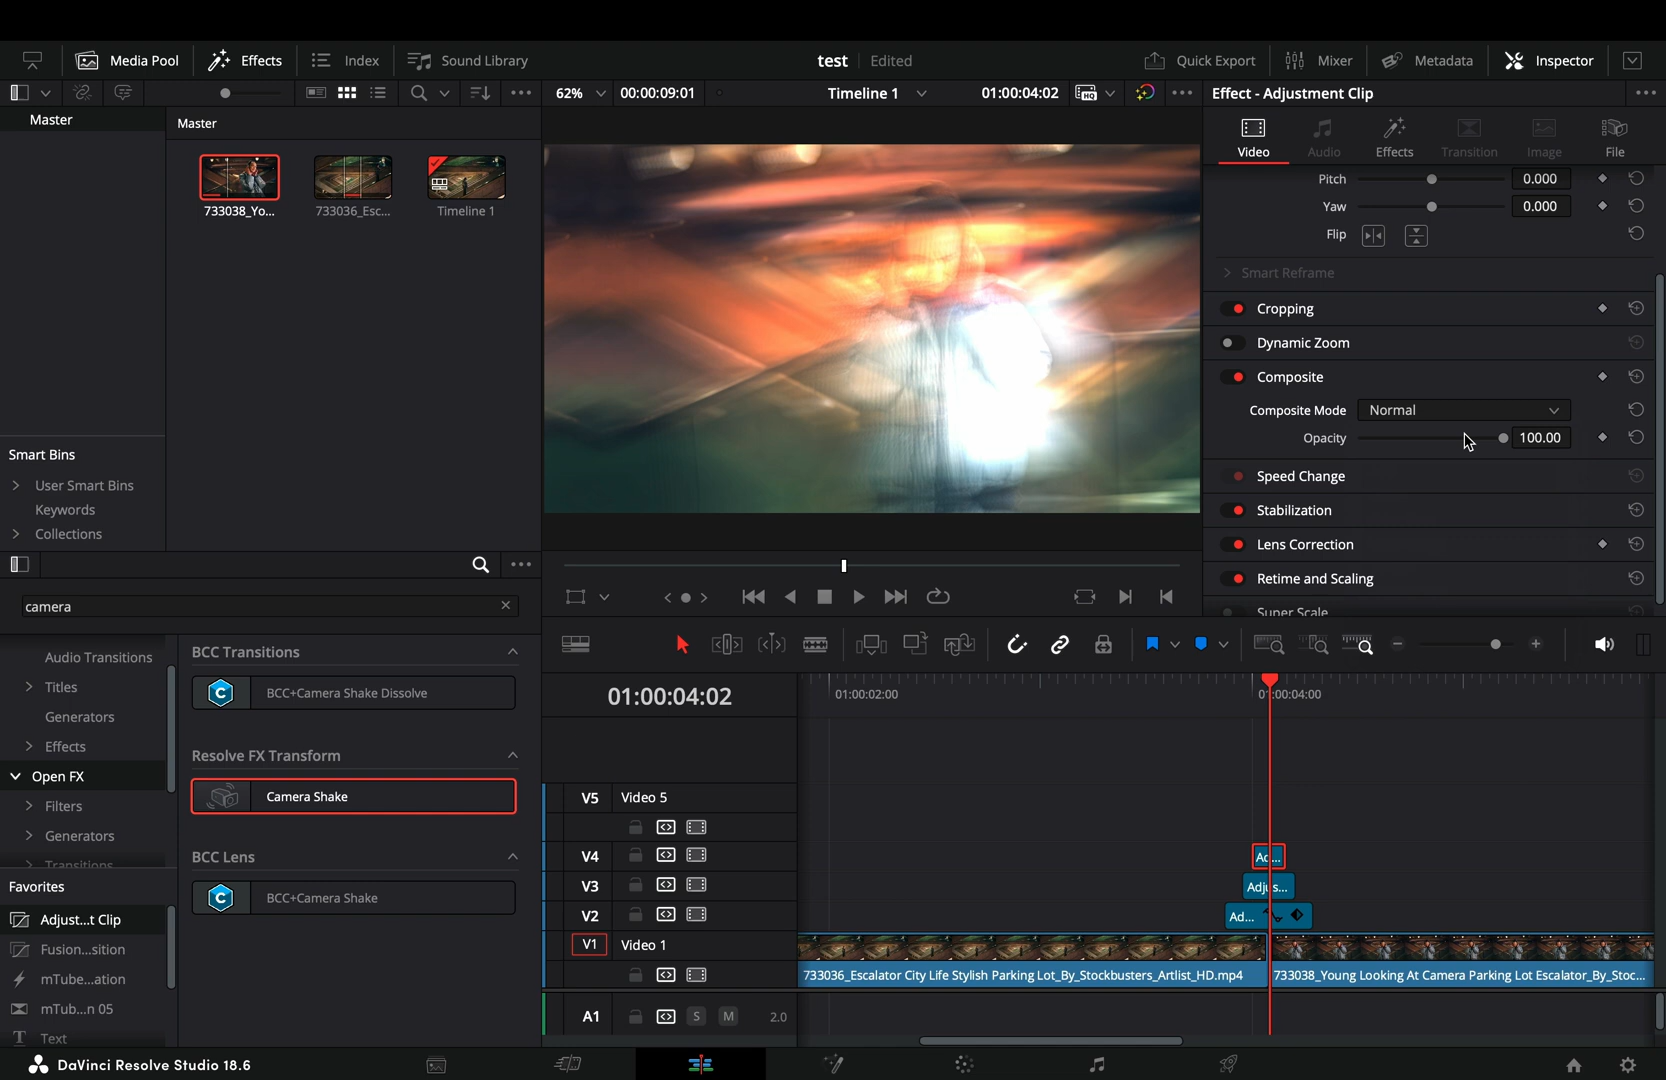 Media Pool
Effects
Index
Sound Library
test
Edited
Quick Export
Mixer
Metadata
Inspector
62%
00:00:09:01
Timeline 1
01:00:04:02
Effect - Adjustment Clip
Master
Master
733038_Yo...
733036_Esc...
Timeline 1
Smart Bins
User Smart Bins
Keywords
Collections
Video
Audio
Effects
Transition
Image
File
Pitch
0.000
Yaw
0.000
Flip
Smart Reframe
Cropping
Dynamic Zoom
Composite
Composite Mode
Normal
Opacity
100.00
Speed Change
Stabilization
Lens Correction
Retime and Scaling
Super Scale
camera
Audio Transitions
Titles
Generators
Effects
Open FX
Filters
Generators
Transitions
Favorites
Adjust...t Clip
Fusion...sition
mTube...ation
mTub...n 05
Text
BCC Transitions
BCC+Camera Shake Dissolve
Resolve FX Transform
Camera Shake
BCC Lens
BCC+Camera Shake
01:00:04:02
01:00:02:00
01:00:04:00
V5 Video 5
V4
Ad...
V3
Adjus...
V2
Ad...
V1 Video 1
733036_Escalator City Life Stylish Parking Lot_By_Stockbusters_Artlist_HD.mp4
733038_Young Looking At Camera Parking Lot Escalator_By_Stoc...
A1
S
M
2.0
DaVinci Resolve Studio 18.6